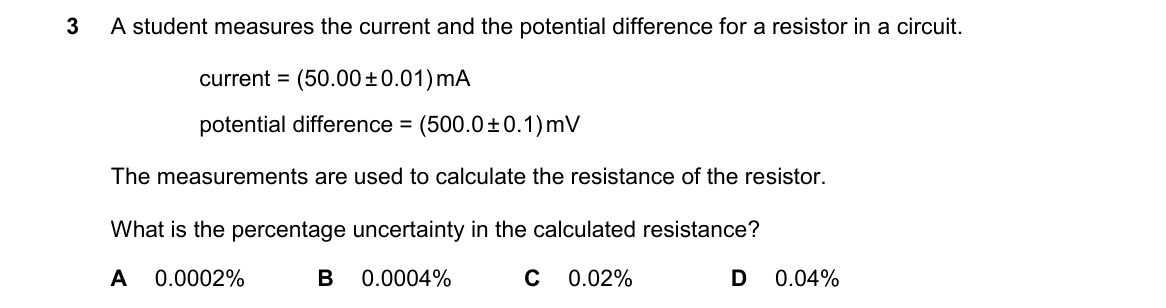 3 A student measures the current and the potential difference for a resistor in a circuit.
current = (50.00 ± 0.01) mA
potential difference = (500.0 ± 0.1) mV
The measurements are used to calculate the resistance of the resistor.
What is the percentage uncertainty in the calculated resistance?
A 0.0002% B 0.0004% C 0.02% D 0.04%